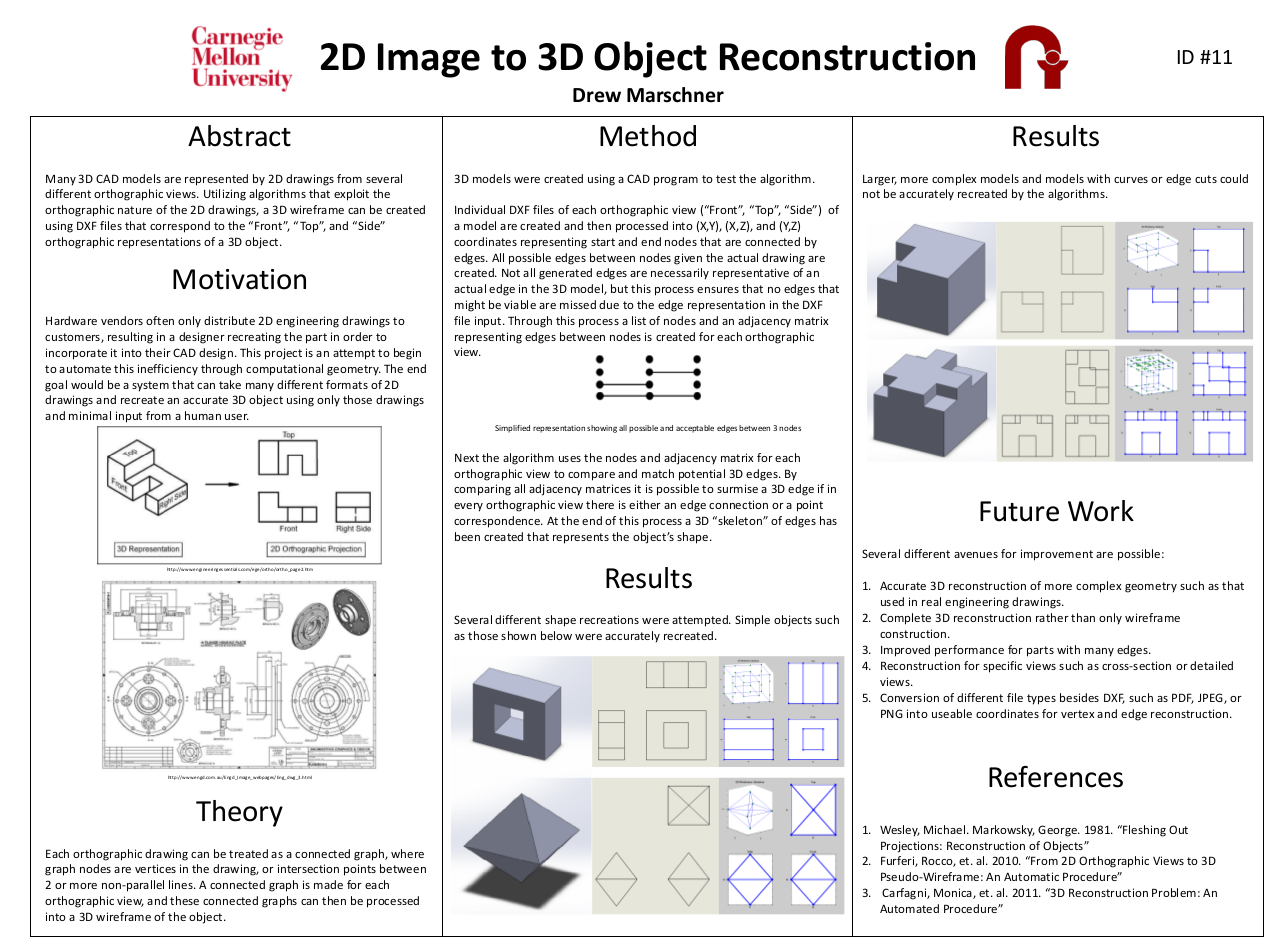 Carnegie
Mellon
University
2D Image to 3D Object Reconstruction
Drew Marschner
ID #11
Abstract
Many 3D CAD models are represented by 2D drawings from several
different orthographic views. Utilizing algorithms that exploit the
orthographic nature of the 2D drawings, a 3D wireframe can be created
using DXF files that correspond to the “Front”, “Top”, and “Side”
orthographic representations of a 3D object.
Motivation
Hardware vendors often only distribute 2D engineering drawings to
customers, resulting in a designer recreating the part in order to
incorporate it into their CAD design. This project is an attempt to begin
to automate this inefficiency through computational geometry. The end
goal would be a system that can take many different formats of 2D
drawings and recreate an accurate 3D object using only those drawings
and minimal input from a human user.
Top
Front
Right Side
Top
Front
Right Side
3D Representation
2D Orthographic Projection
Theory
Each orthographic drawing can be treated as a connected graph, where
graph nodes are vertices in the drawing, or intersection points between
2 or more non-parallel lines. A connected graph is made for each
orthographic view, and these connected graphs can then be processed
into a 3D wireframe of the object.
Method
3D models were created using a CAD program to test the algorithm.
Individual DXF files of each orthographic view (“Front”, “Top”, “Side”) of
a model are created and then processed into (X,Y), (X,Z), and (Y,Z)
coordinates representing start and end nodes that are connected by
edges. All possible edges between nodes given the actual drawing are
created. Not all generated edges are necessarily representative of an
actual edge in the 3D model, but this process ensures that no edges that
might be viable are missed due to the edge representation in the DXF
file input. Through this process a list of nodes and an adjacency matrix
representing edges between nodes is created for each orthographic
view.
Simplified representation showing all possible and acceptable edges between 3 nodes
Next the algorithm uses the nodes and adjacency matrix for each
orthographic view to compare and match potential 3D edges. By
comparing all adjacency matrices it is possible to surmise a 3D edge if in
every orthographic view there is either an edge connection or a point
correspondence. At the end of this process a 3D “skeleton” of edges has
been created that represents the object’s shape.
Results
Several different shape recreations were attempted. Simple objects such
as those shown below were accurately recreated.
Results
Larger, more complex models and models with curves or edge cuts could
not be accurately recreated by the algorithms.
Future Work
Several different avenues for improvement are possible:
1. Accurate 3D reconstruction of more complex geometry such as that
used in real engineering drawings.
2. Complete 3D reconstruction rather than only wireframe
construction.
3. Improved performance for parts with many edges.
4. Reconstruction for specific views such as cross-section or detailed
views.
5. Conversion of different file types besides DXF, such as PDF, JPEG, or
PNG into useable coordinates for vertex and edge reconstruction.
References
1. Wesley, Michael. Markowsky, George. 1981. “Fleshing Out
Projections: Reconstruction of Objects”
2. Furferi, Rocco, et. al. 2010. “From 2D Orthographic Views to 3D
Pseudo-Wireframe: An Automatic Procedure”
3. Carfagni, Monica, et. al. 2011. “3D Reconstruction Problem: An
Automated Procedure”